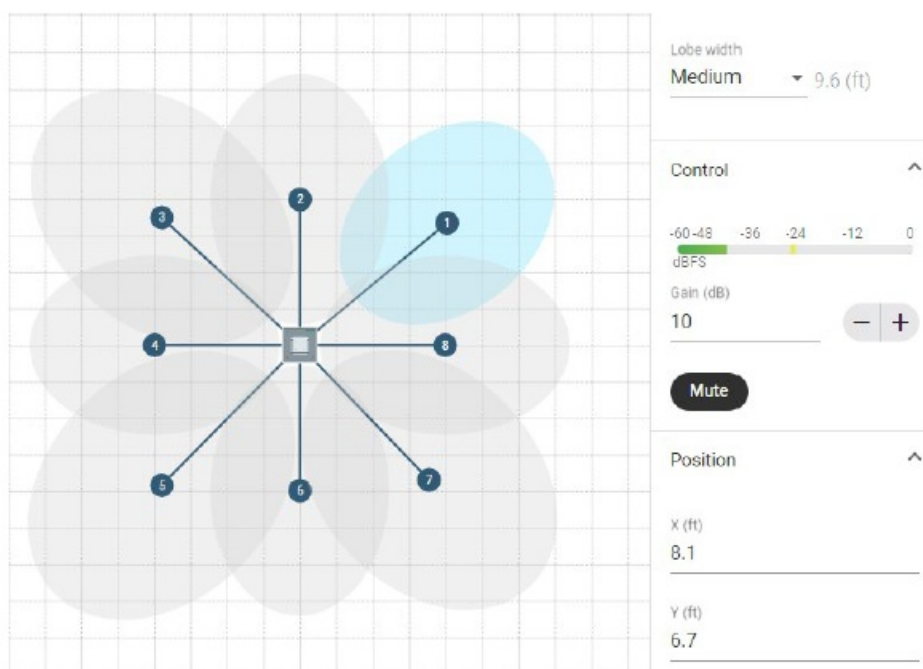 Lobe width
Medium 9.6 (ft)
Control
-60 -48 -36 -24 -12 0
dBFS
Gain (dB)
10
− +
Mute
Position
X (ft)
8.1
Y (ft)
6.7
2
1
3
4
8
5
6
7